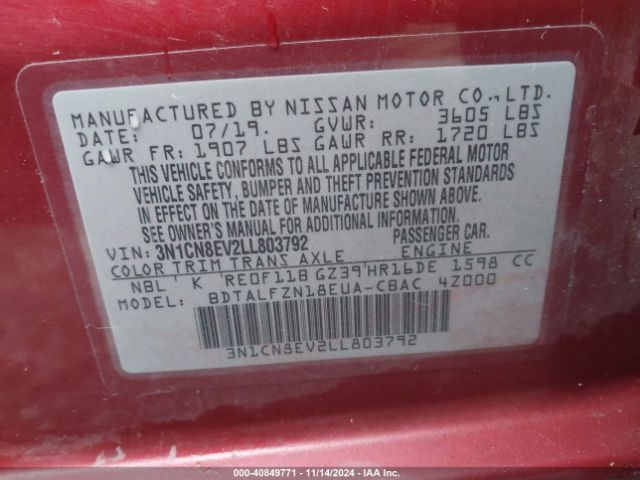 MANUFACTURED BY NISSAN MOTOR CO., LTD.
DATE: 07/19. GVWR: 3605 LBS
GAWR FR: 1907 LBS GAWR RR: 1720 LBS
THIS VEHICLE CONFORMS TO ALL APPLICABLE FEDERAL MOTOR
VEHICLE SAFETY, BUMPER AND THEFT PREVENTION STANDARDS
IN EFFECT ON THE DATE OF MANUFACTURE SHOWN ABOVE.
SEE OWNER'S MANUAL FOR ADDITIONAL INFORMATION.
VIN: 3N1CN8EV2LL803792 PASSENGER CAR.
COLOR TRIM TRANS AXLE ENGINE
NBL K RE0F11B GZ39 HR16DE 1598 CC
MODEL: BDTALFZN18EUA-CBAC 4Z000
3N1CN8EV2LL803792
000-40849771 - 11/14/2024 - IAA Inc.